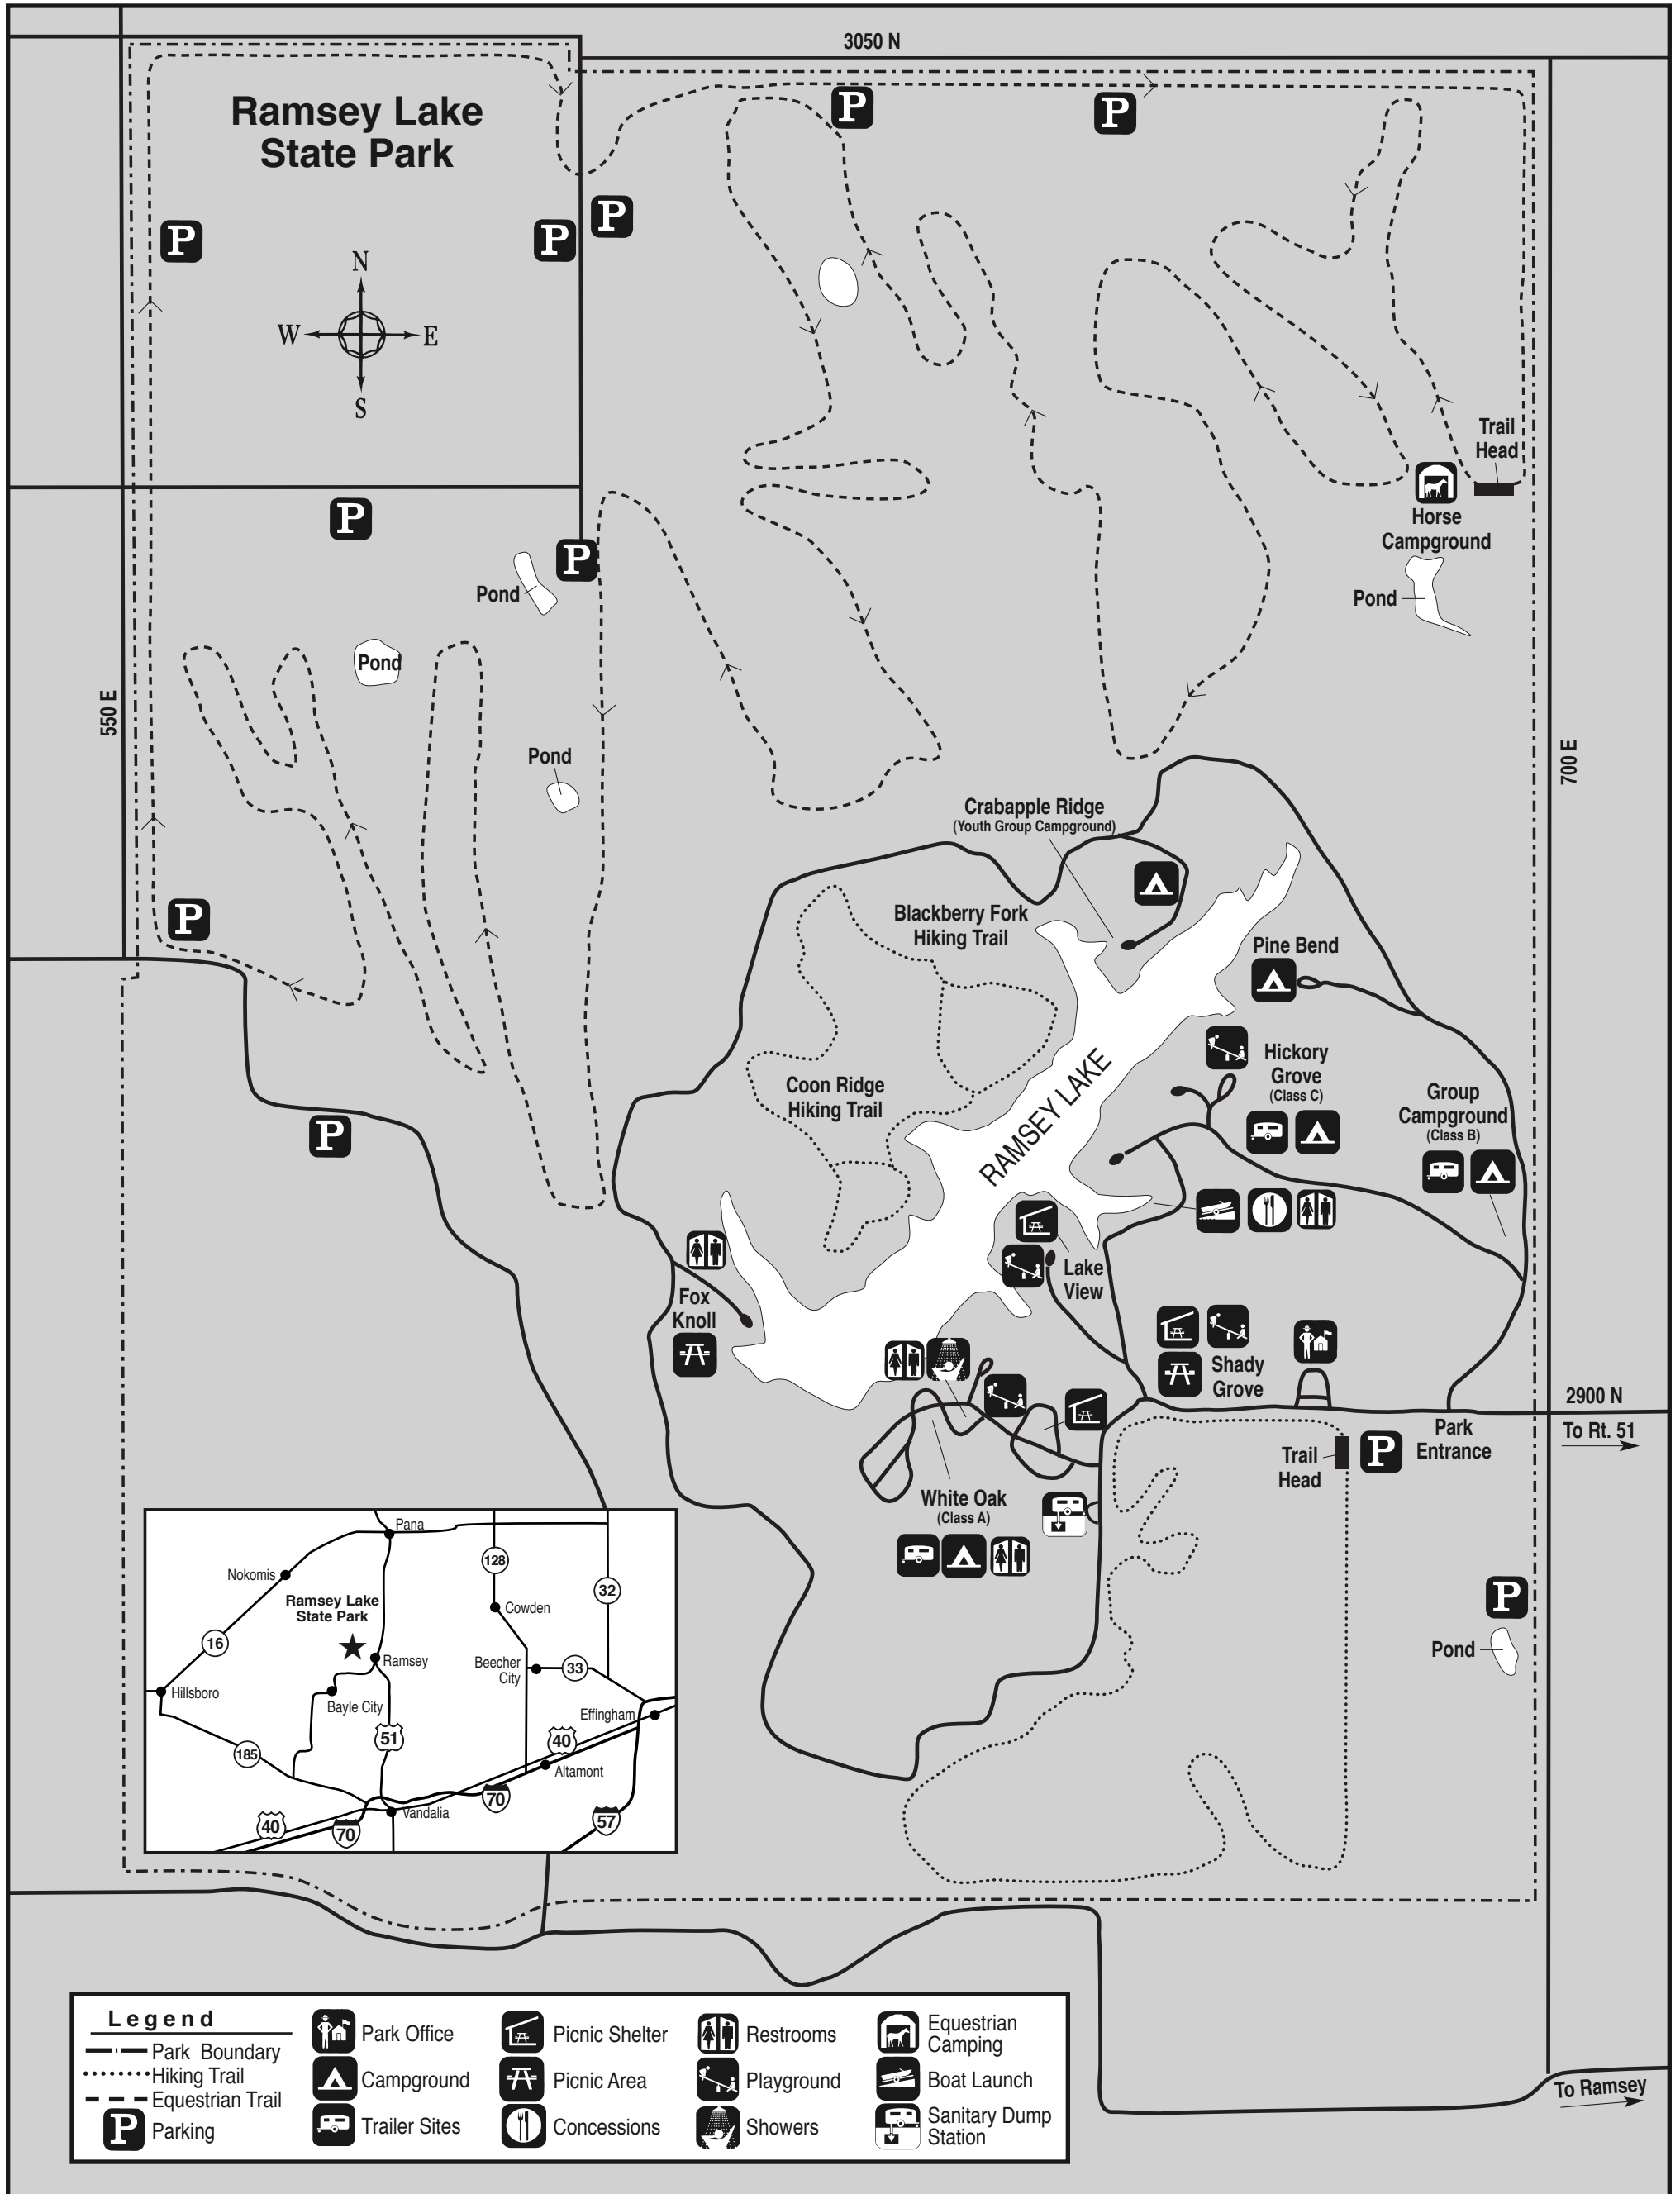 3050 N
Ramsey Lake
State Park
P
P
P
P
P
N
W
E
S
Trail
Head
Horse
Campground
P
P
Pond
Pond
Pond
Pond
550 E
700 E
Crabapple Ridge
(Youth Group Campground)
P
Blackberry Fork
Hiking Trail
Pine Bend
Hickory
Grove
(Class C)
Coon Ridge
Hiking Trail
RAMSEY LAKE
Group
Campground
(Class B)
P
Lake
View
Fox
Knoll
Shady
Grove
2900 N
To Rt. 51
Park
Entrance
Trail
Head
P
White Oak
(Class A)
P
Pond
Pana
Nokomis
128
32
Ramsey Lake
State Park
Cowden
16
Ramsey
Beecher
City
33
Hillsboro
Bayle City
Effingham
51
40
185
Altamont
70
Vandalia
57
40
70
Legend
Park Boundary
Hiking Trail
Equestrian Trail
P Parking
Park Office
Campground
Trailer Sites
Picnic Shelter
Picnic Area
Concessions
Restrooms
Playground
Showers
Equestrian
Camping
Boat Launch
Sanitary Dump
Station
To Ramsey